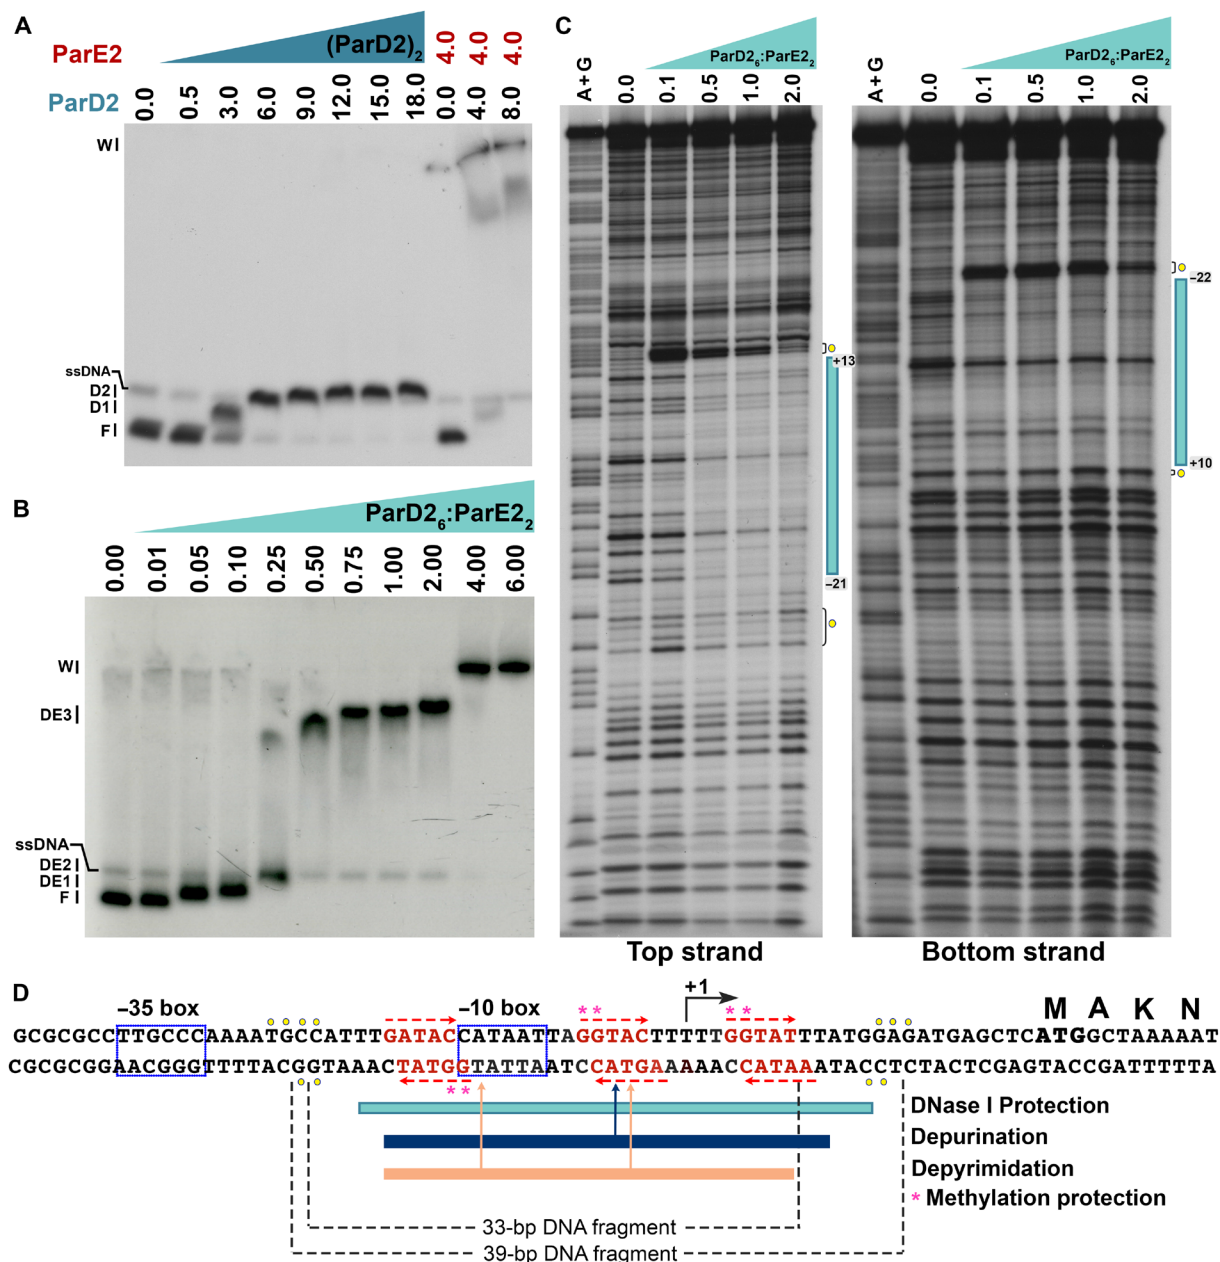 A
ParE2
(ParD2)2
4.0 4.0 4.0
ParD2
0.0 0.5 3.0 6.0 9.0 12.0 15.0 18.0 0.0 4.0 8.0
W
ssDNA
D2
D1
F
B
ParD26:ParE22
0.00 0.01 0.05 0.10 0.25 0.50 0.75 1.00 2.00 4.00 6.00
W
DE3
ssDNA
DE2
DE1
F
C
ParD26:ParE22
A+G 0.0 0.1 0.5 1.0 2.0
+13
−21
Top strand
ParD26:ParE22
A+G 0.0 0.1 0.5 1.0 2.0
−22
+10
Bottom strand
D
−35 box
−10 box
+1
M A K N
** **
GCGCGCCTTGCCCAAAATGCCATTTGATACCATAATTAGGTACTTTTTGGTATTTATGGAGATGAGCTCATGGCTAAAAAT
CGCGCGGAACGGGTTTTACGGTAAACTATGGTATTAATCCATGAAAAACCATAAATACCTCTACTCGAGTACCGATTTTTA
**
DNase I Protection
Depurination
Depyrimidation
* Methylation protection
33-bp DNA fragment
39-bp DNA fragment